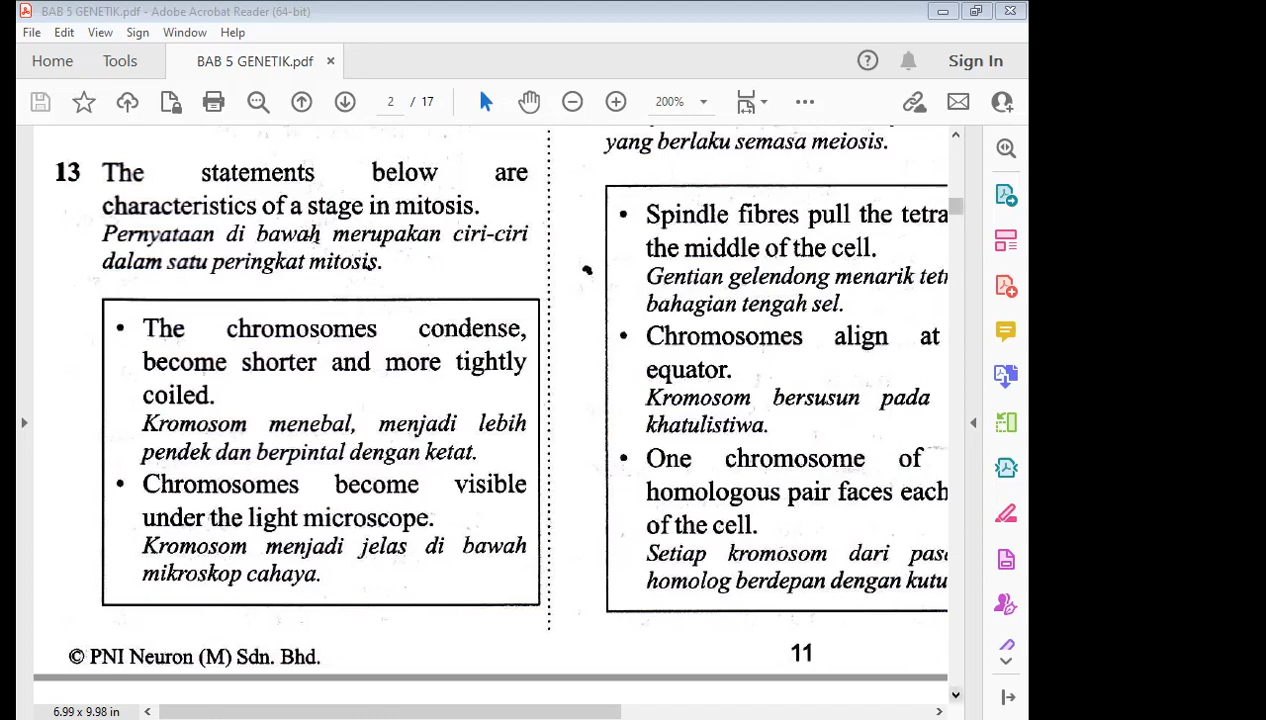 BAB 5 GENETIK.pdf - Adobe Acrobat Reader (64-bit)
File Edit View Sign Window Help
Home Tools BAB 5 GENETIK.pdf × Sign In
2 / 17 200%
13 The statements below are
characteristics of a stage in mitosis.
Pernyataan di bawah merupakan ciri-ciri
dalam satu peringkat mitosis.
• The chromosomes condense,
become shorter and more tightly
coiled.
Kromosom menebal, menjadi lebih
pendek dan berpintal dengan ketat.
• Chromosomes become visible
under the light microscope.
Kromosom menjadi jelas di bawah
mikroskop cahaya.
© PNI Neuron (M) Sdn. Bhd.
yang berlaku semasa meiosis.
• Spindle fibres pull the
the middle of the cell.
Gentian gelendong menarik
bahagian tengah sel.
• Chromosomes align at
equator.
Kromosom bersusun pada
khatulistiwa.
• One chromosome of
homologous pair faces each
of the cell.
Setiap kromosom dari
homolog berdepan dengan
11
6.99 x 9.98 in